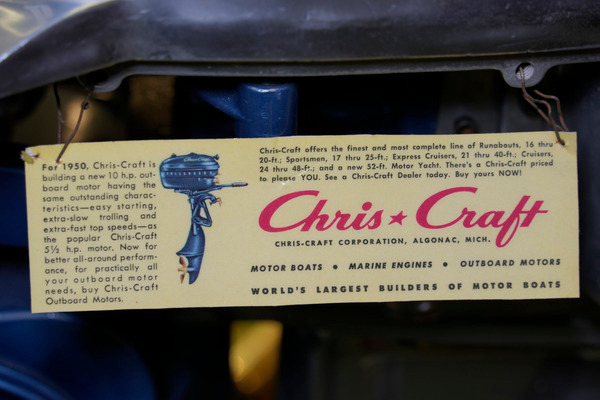 For 1950, Chris-Craft is
building a new 10 h.p. out-
board motor having the
same outstanding charac-
teristics—easy starting,
extra-slow trolling and
extra-fast top speeds—as
the popular Chris-Craft
5½ h.p. motor. Now for
better all-around perform-
ance, for practically all
your outboard motor
needs, buy Chris-Craft
Outboard Motors.
Chris-Craft offers the finest and most complete line of Runabouts, 16 thru
20-ft.; Sportsmen, 17 thru 25-ft.; Express Cruisers, 21 thru 40-ft.; Cruisers,
24 thru 48-ft.; and a new 52-ft. Motor Yacht. There's a Chris-Craft priced
to please YOU. See a Chris-Craft Dealer today. Buy yours NOW!
Chris★Craft
CHRIS-CRAFT CORPORATION, ALGONAC, MICH.
MOTOR BOATS • MARINE ENGINES • OUTBOARD MOTORS
WORLD'S LARGEST BUILDERS OF MOTOR BOATS